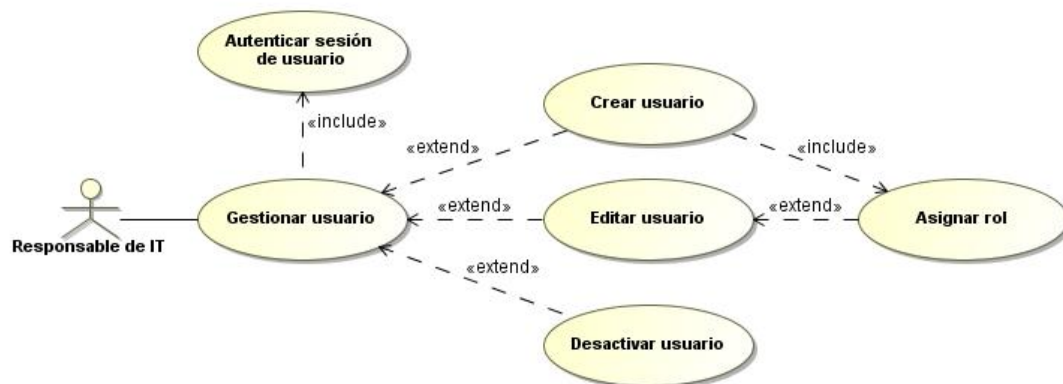 Autenticar sesión
de usuario
Crear usuario
«include»
«extend»
«include»
Gestionar usuario
«extend»
Editar usuario
«extend»
Asignar rol
Responsable de IT
«extend»
Desactivar usuario